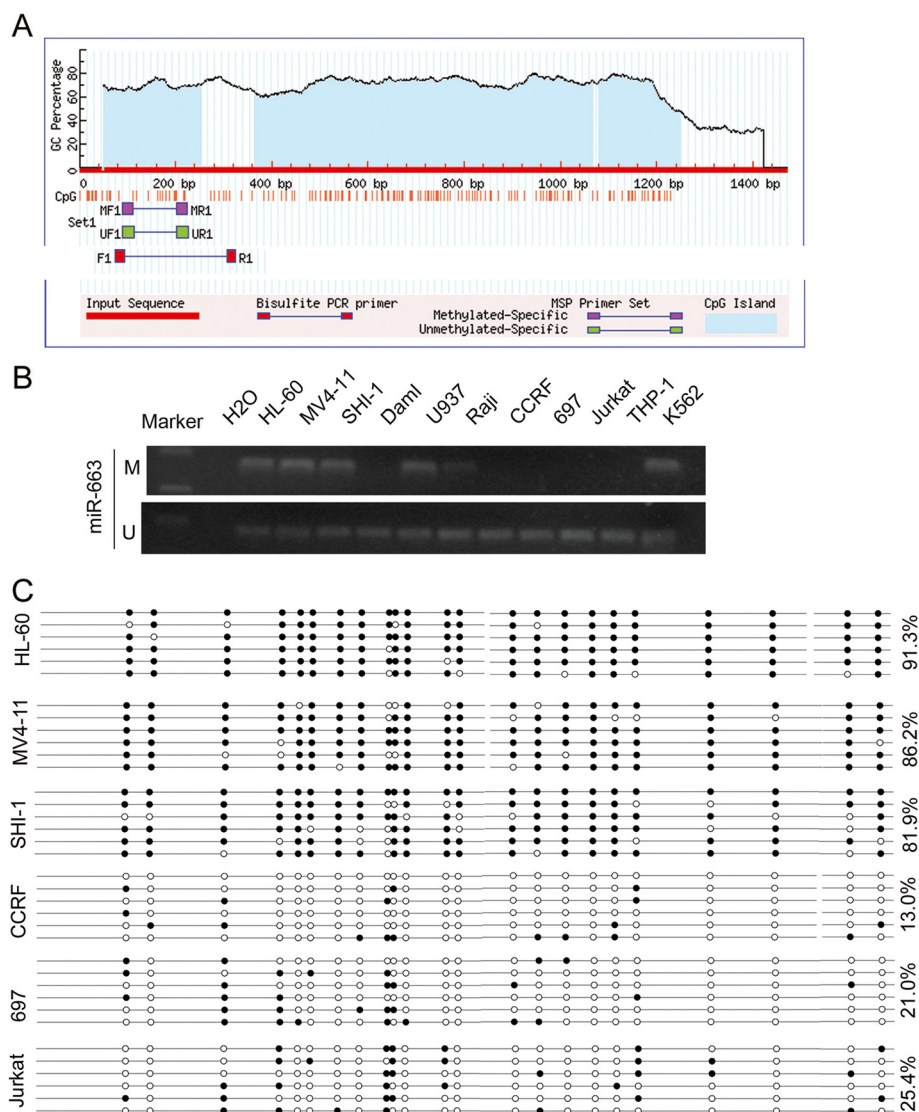 A
GC Percentage
80
60
40
20
0
0 200 bp 400 bp 600 bp 800 bp 1000 bp 1200 bp 1400 bp
CpG
MF1 MR1
Set1
UF1 UR1
F1 R1
Input Sequence Bisulfite PCR primer MSP Primer Set CpG Island
Methylated-Specific
Unmethylated-Specific
B
Marker H2O HL-60 MV4-11 SHI-1 DamI U937 Raji CCRF 697 Jurkat THP-1 K562
miR-663
M
U
C
HL-60 91.3%
MV4-11 86.2%
SHI-1 81.9%
CCRF 13.0%
697 21.0%
Jurkat 25.4%